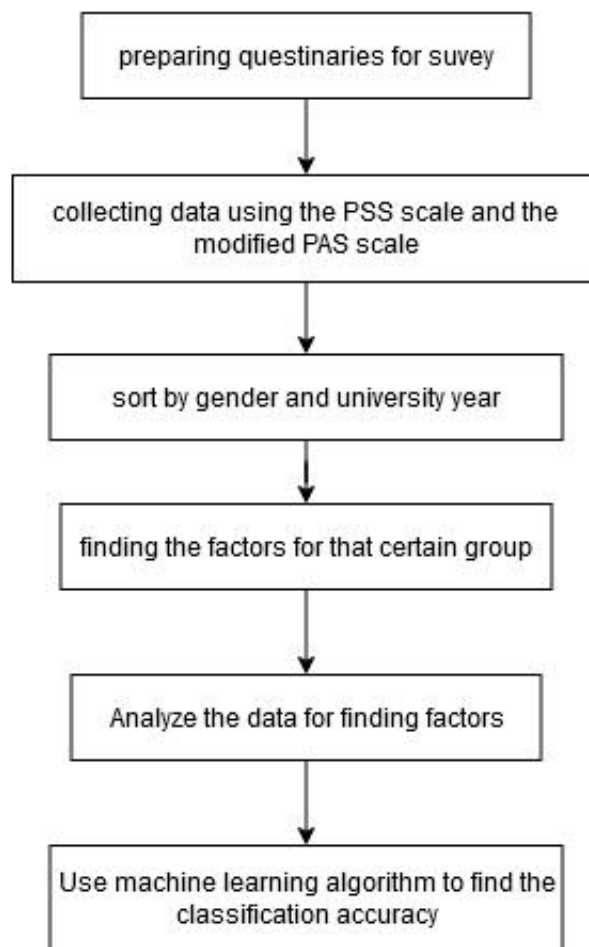 preparing questinaries for suvey
collecting data using the PSS scale and the
modified PAS scale
sort by gender and university year
finding the factors for that certain group
Analyze the data for finding factors
Use machine learning algorithm to find the
classification accuracy